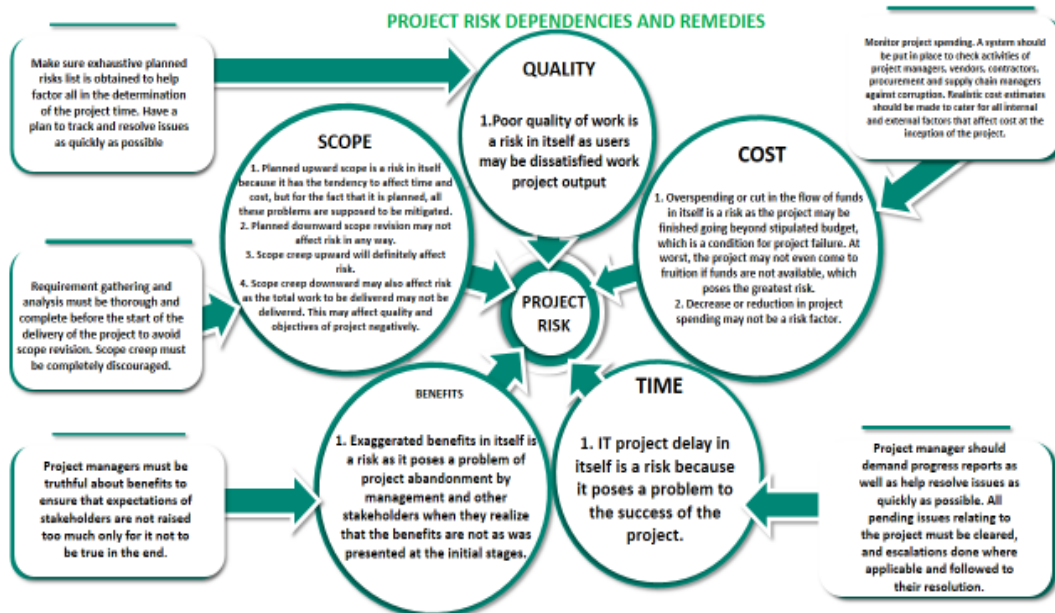 PROJECT RISK DEPENDENCIES AND REMEDIES
Make sure exhaustive planned
risks list is obtained to help
factor all in the determination
of the project time. Have a
plan to track and resolve issues
as quickly as possible
QUALITY
1.Poor quality of work is
a risk in itself as users
may be dissatisfied work
project output
Monitor project spending. A system should
be put in place to check activities of
project managers, vendors, contractors,
procurement and supply chain managers
against corruption. Realistic cost estimates
should be made to cater for all internal
and external factors that affect cost at the
inception of the project.
SCOPE
1. Planned upward scope is a risk in itself
because it has the tendency to affect time and
cost, but for the fact that it is planned, all
these problems are supposed to be mitigated.
2. Planned downward scope revision may not
affect risk in any way.
3. Scope creep upward will definitely affect
risk.
4. Scope creep downward may also affect risk
as the total work to be delivered may not be
delivered. This may affect quality and
objectives of project negatively.
COST
1. Overspending or cut in the flow of funds
in itself is a risk as the project may be
finished going beyond stipulated budget,
which is a condition for project failure. At
worst, the project may not even come to
fruition if funds are not available, which
poses the greatest risk.
2. Decrease or reduction in project
spending may not be a risk factor.
PROJECT
RISK
Requirement gathering and
analysis must be thorough and
complete before the start of the
delivery of the project to avoid
scope revision. Scope creep must
be completely discouraged.
BENEFITS
1. Exaggerated benefits in itself is
a risk as it poses a problem of
project abandonment by
management and other
stakeholders when they realize
that the benefits are not as was
presented at the initial stages.
TIME
1. IT project delay in
itself is a risk because
it poses a problem to
the success of the
project.
Project managers must be
truthful about benefits to
ensure that expectations of
stakeholders are not raised
too much only for it not to
be true in the end.
Project manager should
demand progress reports as
well as help resolve issues as
quickly as possible. All
pending issues relating to
the project must be cleared,
and escalations done where
applicable and followed to
their resolution.